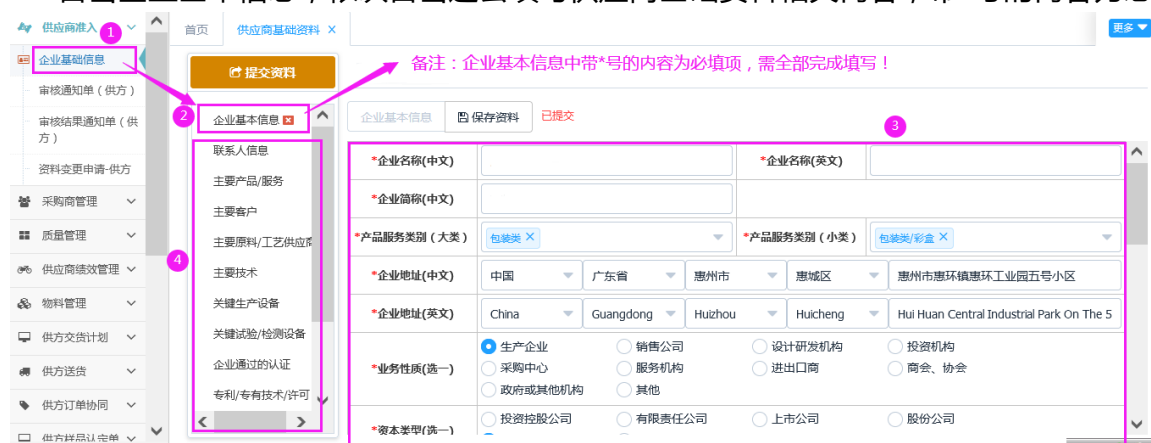 供应商准入
1
首页
供应商基础资料 ×
更多
企业基础信息
审核通知单（供方）
审核结果通知单（供
方）
资料变更申请-供方
采购商管理
质量管理
供应商绩效管理
物料管理
供方交货计划
供方送货
供方订单协同
供方样品认定单
提交资料
备注：企业基本信息中带*号的内容为必填项，需全部完成填写！
2
企业基本信息
联系人信息
主要产品/服务
主要客户
主要原料/工艺供应商
4
主要技术
关键生产设备
关键试验/检测设备
企业通过的认证
专利/专有技术/许可
企业基本信息
保存资料
已提交
3
*企业名称(中文)
*企业名称(英文)
*企业简称(中文)
*产品服务类别（大类） 包装类 ×
*产品服务类别（小类） 包装类/彩盒 ×
*企业地址(中文) 中国 广东省 惠州市 惠城区 惠州市惠环镇惠环工业园五号小区
*企业地址(英文) China Guangdong Huizhou Huicheng Hui Huan Central Industrial Park On The 5
*业务性质(选一)
生产企业 销售公司 设计研发机构 投资机构
采购中心 服务机构 进出口商 商会、协会
政府或其他机构 其他
*资本类型(选一)
投资控股公司 有限责任公司 上市公司 股份公司